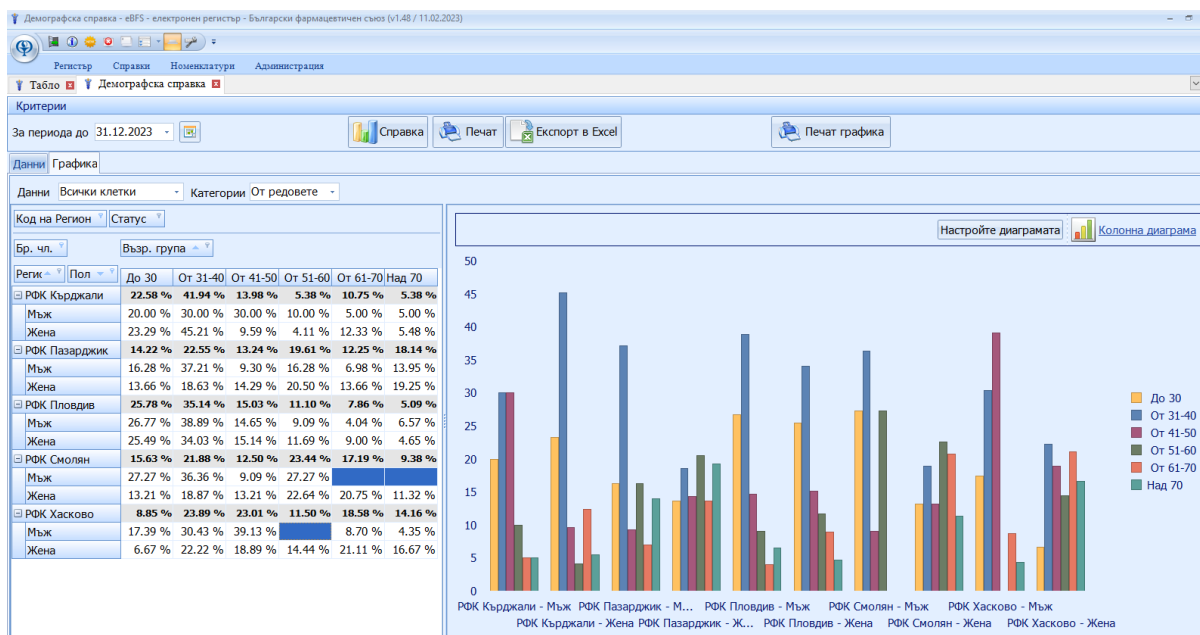 Демографска справка - eBFS - електронен регистър - Български фармацевтичен съюз (v1.48 / 11.02.2023)
Регистър Справки Номенклатури Администрация
Табло Демографска справка
Критерии
За периода до 31.12.2023 Справка Печат Експорт в Excel Печат графика
Данни Графика
Данни Всички клетки Категории От редовете
Код на Регион Статус
Настройте диаграмата Колонна диаграма
Бр. чл. Възр. група
Регис Пол До 30 От 31-40 От 41-50 От 51-60 От 61-70 Над 70
РФК Кърджали 22.58 % 41.94 % 13.98 % 5.38 % 10.75 % 5.38 %
Мъж 20.00 % 30.00 % 30.00 % 10.00 % 5.00 % 5.00 %
Жена 23.29 % 45.21 % 9.59 % 4.11 % 12.33 % 5.48 %
РФК Пазарджик 14.22 % 22.55 % 13.24 % 19.61 % 12.25 % 18.14 %
Мъж 16.28 % 37.21 % 9.30 % 16.28 % 6.98 % 13.95 %
Жена 13.66 % 18.63 % 14.29 % 20.50 % 13.66 % 19.25 %
РФК Пловдив 25.78 % 35.14 % 15.03 % 11.10 % 7.86 % 5.09 %
Мъж 26.77 % 38.89 % 14.65 % 9.09 % 4.04 % 6.57 %
Жена 25.49 % 34.03 % 15.14 % 11.69 % 9.00 % 4.65 %
РФК Смолян 15.63 % 21.88 % 12.50 % 23.44 % 17.19 % 9.38 %
Мъж 27.27 % 36.36 % 9.09 % 27.27 %
Жена 13.21 % 18.87 % 13.21 % 22.64 % 20.75 % 11.32 %
РФК Хасково 8.85 % 23.89 % 23.01 % 11.50 % 18.58 % 14.16 %
Мъж 17.39 % 30.43 % 39.13 % 8.70 % 4.35 %
Жена 6.67 % 22.22 % 18.89 % 14.44 % 21.11 % 16.67 %
50
45
40
35
30
25
20
15
10
5
0
РФК Кърджали - Мъж РФК Пазарджик - М... РФК Пловдив - Мъж РФК Смолян - Мъж РФК Хасково - Мъж
РФК Кърджали - Жена РФК Пазарджик - Ж... РФК Пловдив - Жена РФК Смолян - Жена РФК Хасково - Жена
До 30
От 31-40
От 41-50
От 51-60
От 61-70
Над 70